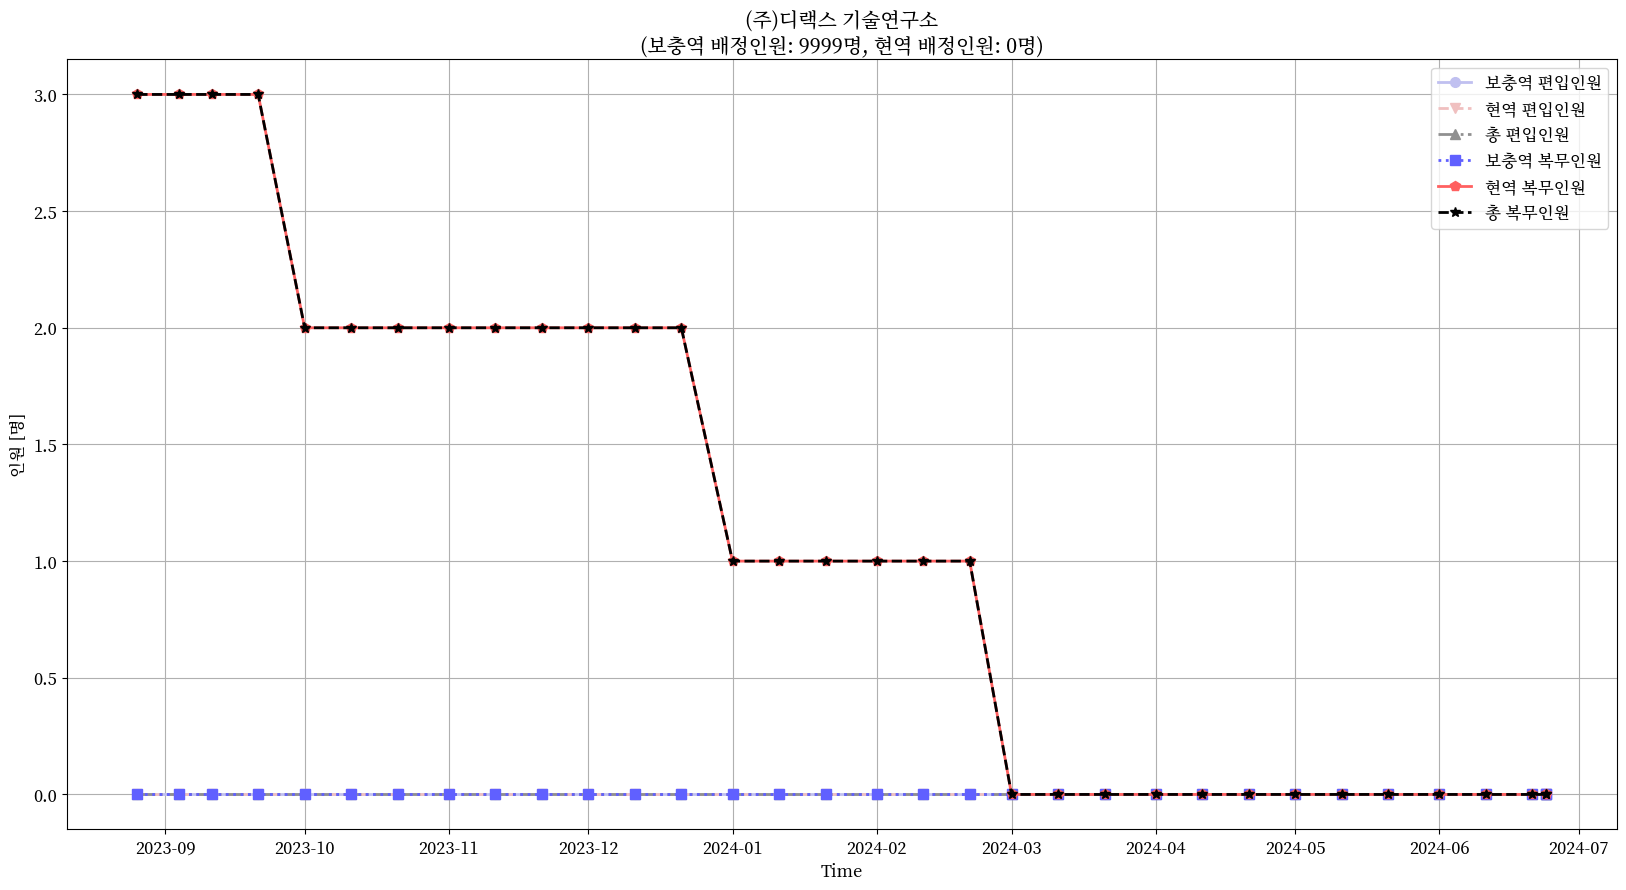 (주)디랙스 기술연구소
(보충역 배정인원: 9999명, 현역 배정인원: 0명)
보충역 편입인원
현역 편입인원
총 편입인원
보충역 복무인원
현역 복무인원
총 복무인원
인원 [명]
3.0
2.5
2.0
1.5
1.0
0.5
0.0
2023-09 2023-10 2023-11 2023-12 2024-01 2024-02 2024-03 2024-04 2024-05 2024-06 2024-07
Time